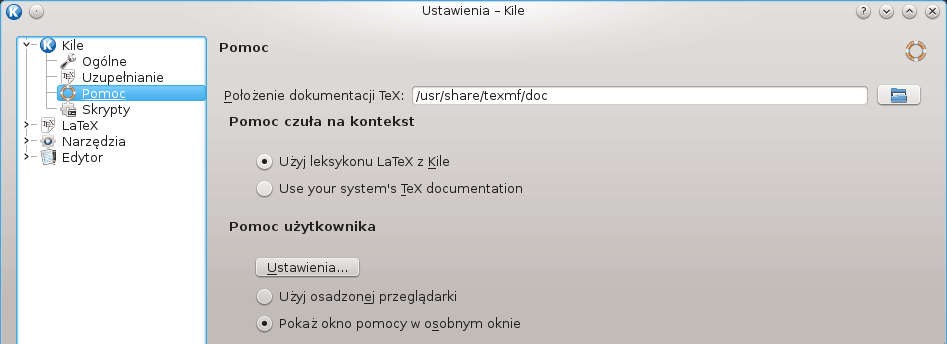 Ustawienia – Kile
Kile
Ogólne
Uzupełnianie
Pomoc
Skrypty
LaTeX
Narzędzia
Edytor
Pomoc
Położenie dokumentacji TeX: /usr/share/texmf/doc
Pomoc czuła na kontekst
Użyj leksykonu LaTeX z Kile
Use your system's TeX documentation
Pomoc użytkownika
Ustawienia...
Użyj osadzonej przeglądarki
Pokaż okno pomocy w osobnym oknie